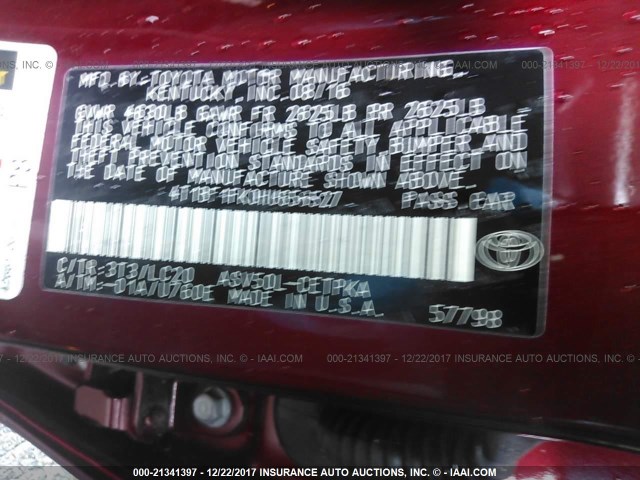 MFD. BY: TOYOTA MOTOR MANUFACTURING,
KENTUCKY, INC. 08/16
GVWR 4630LB GAWR FR 2625LB RR 2625LB
THIS VEHICLE CONFORMS TO ALL APPLICABLE
FEDERAL MOTOR VEHICLE SAFETY, BUMPER AND
THEFT PREVENTION STANDARDS IN EFFECT ON
THE DATE OF MANUFACTURE SHOWN ABOVE.
PASS. CAR
C/TR: 3T3/LC20 ASV50L-CETPKA
A/TM: -01A/U760E MADE IN U.S.A.
57798
000-21341397 - 12/22/2017 INSURANCE AUTO AUCTIONS © - IAAI.COM
000-21341397 - 12/22/2017 INSURANCE AUTO AUCTIONS © - IAAI.COM
000-21341397 - 12/22/2017 INSURANCE AUTO AUCTIONS © - IAAI.COM